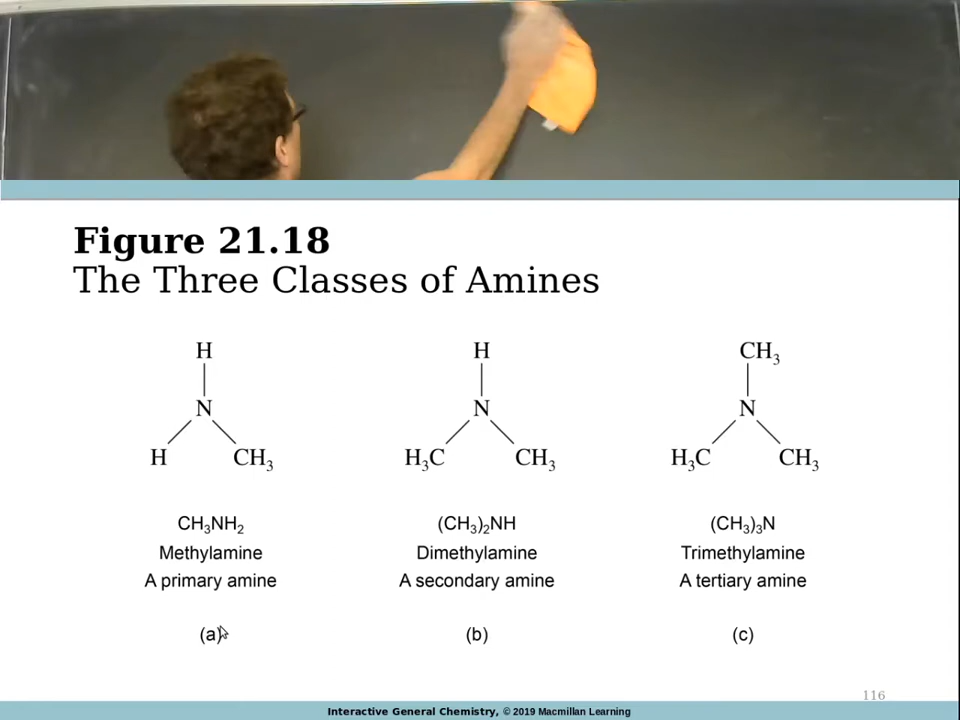 Figure 21.18
The Three Classes of Amines
H
N
H CH₃
CH₃NH₂
Methylamine
A primary amine
(a)
H
N
H₃C CH₃
(CH₃)₂NH
Dimethylamine
A secondary amine
(b)
CH₃
N
H₃C CH₃
(CH₃)₃N
Trimethylamine
A tertiary amine
(c)
116
Interactive General Chemistry, © 2019 Macmillan Learning